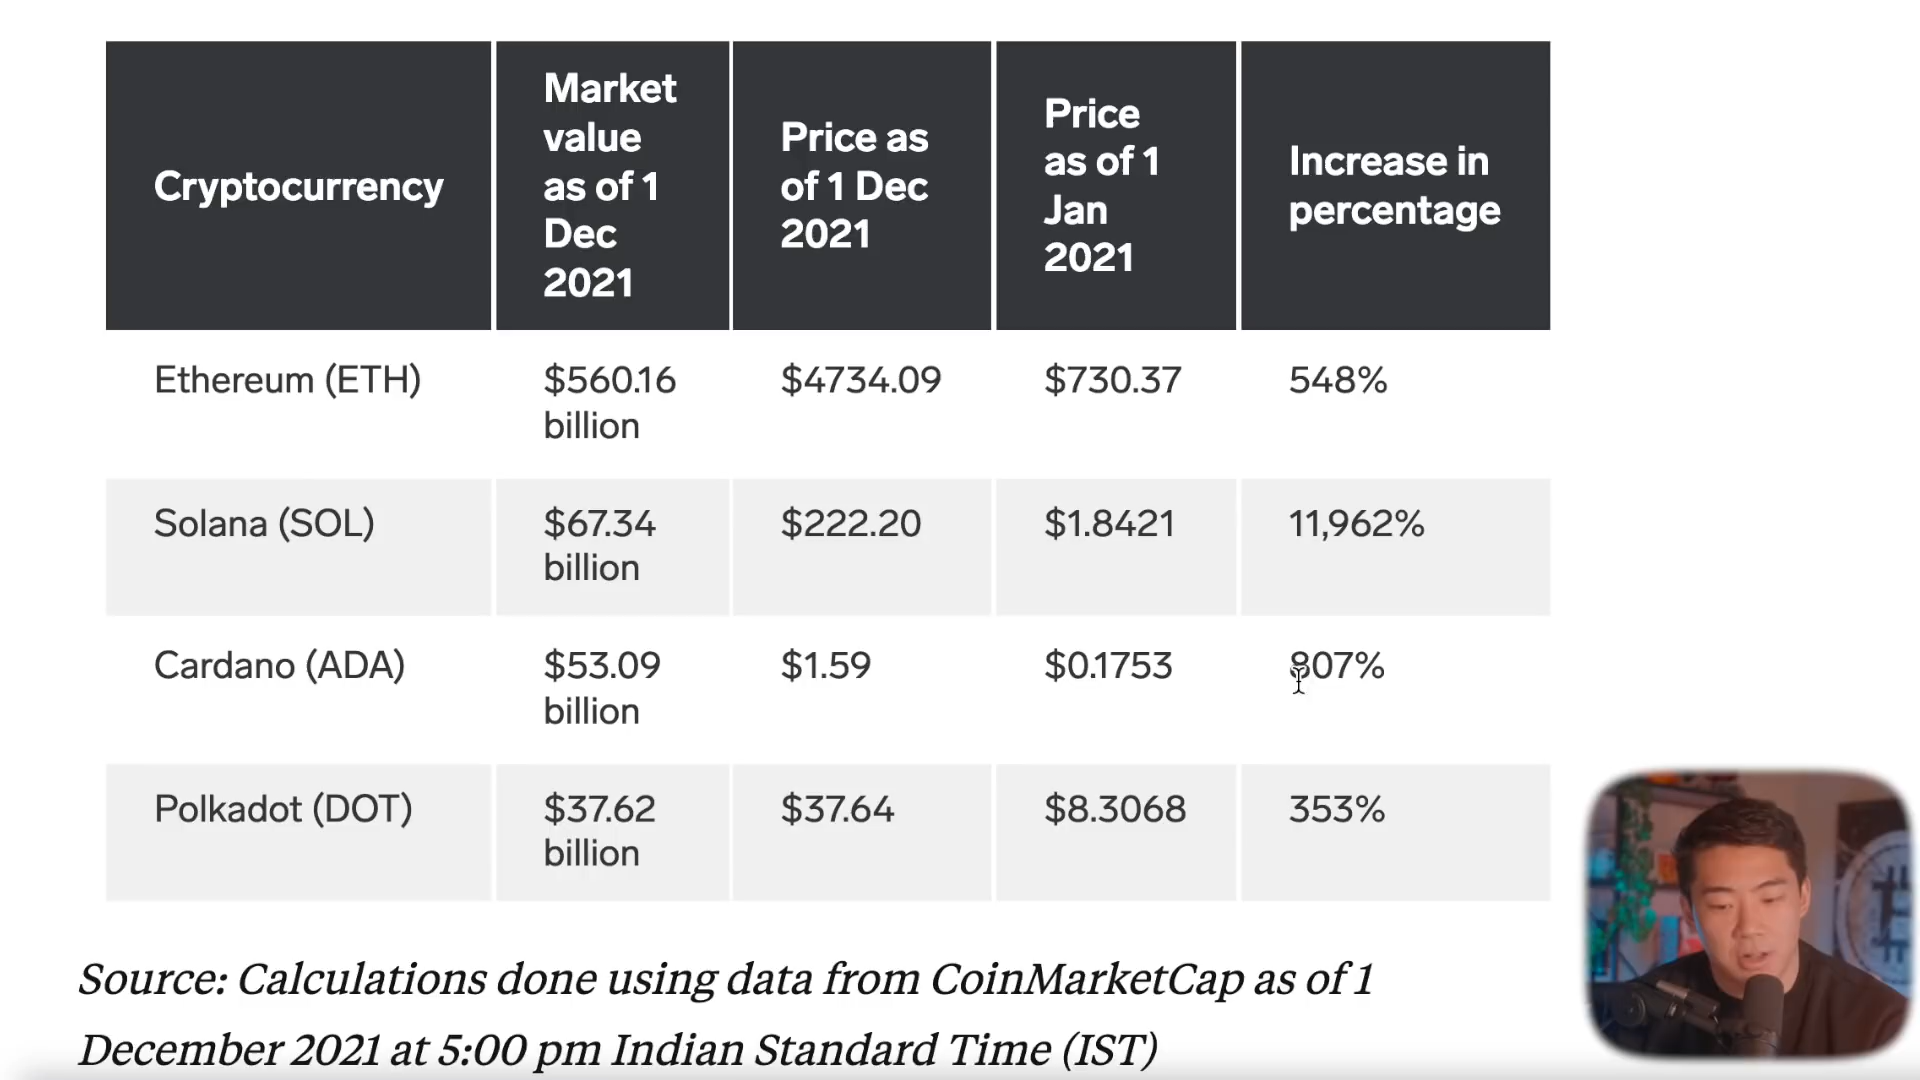 Cryptocurrency
Market
value
as of 1
Dec
2021
Price as
of 1 Dec
2021
Price
as of 1
Jan
2021
Increase in
percentage
Ethereum (ETH)
$560.16
billion
$4734.09
$730.37
548%
Solana (SOL)
$67.34
billion
$222.20
$1.8421
11,962%
Cardano (ADA)
$53.09
billion
$1.59
$0.1753
807%
Polkadot (DOT)
$37.62
billion
$37.64
$8.3068
353%
Source: Calculations done using data from CoinMarketCap as of 1
December 2021 at 5:00 pm Indian Standard Time (IST)